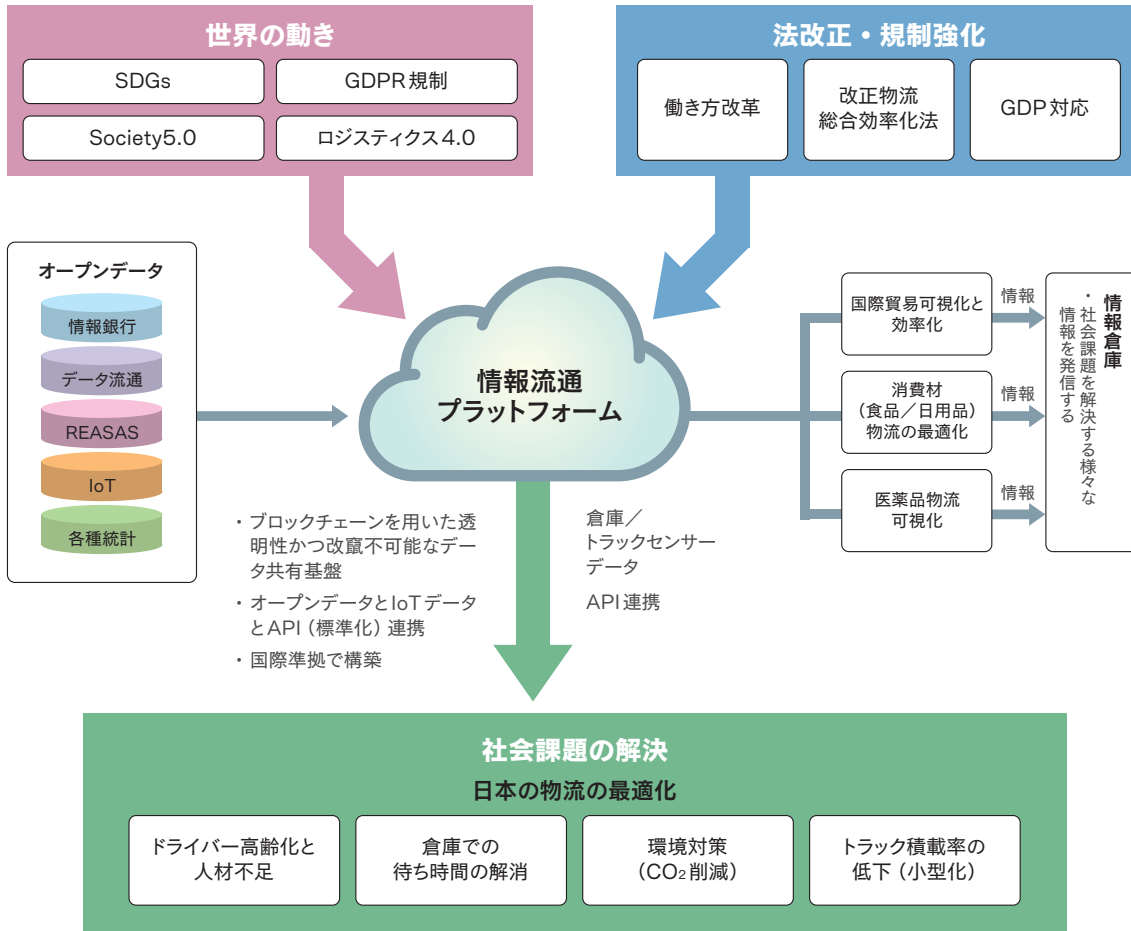 世界の動き
SDGs
GDPR規制
Society5.0
ロジスティクス4.0
法改正・規制強化
働き方改革
改正物流
総合効率化法
GDP対応
オープンデータ
情報銀行
データ流通
REASAS
IoT
各種統計
情報流通
プラットフォーム
国際貿易可視化と
効率化
情報
消費材
（食品／日用品）
物流の最適化
情報
医薬品物流
可視化
情報
情報倉庫
・社会課題を解決する様々な
情報を発信する
・ブロックチェーンを用いた透
明性かつ改竄不可能なデー
タ共有基盤
・オープンデータとIoTデータ
とAPI（標準化）連携
・国際準拠で構築
倉庫／
トラックセンサー
データ
API連携
社会課題の解決
日本の物流の最適化
ドライバー高齢化と
人材不足
倉庫での
待ち時間の解消
環境対策
（CO₂削減）
トラック積載率の
低下（小型化）